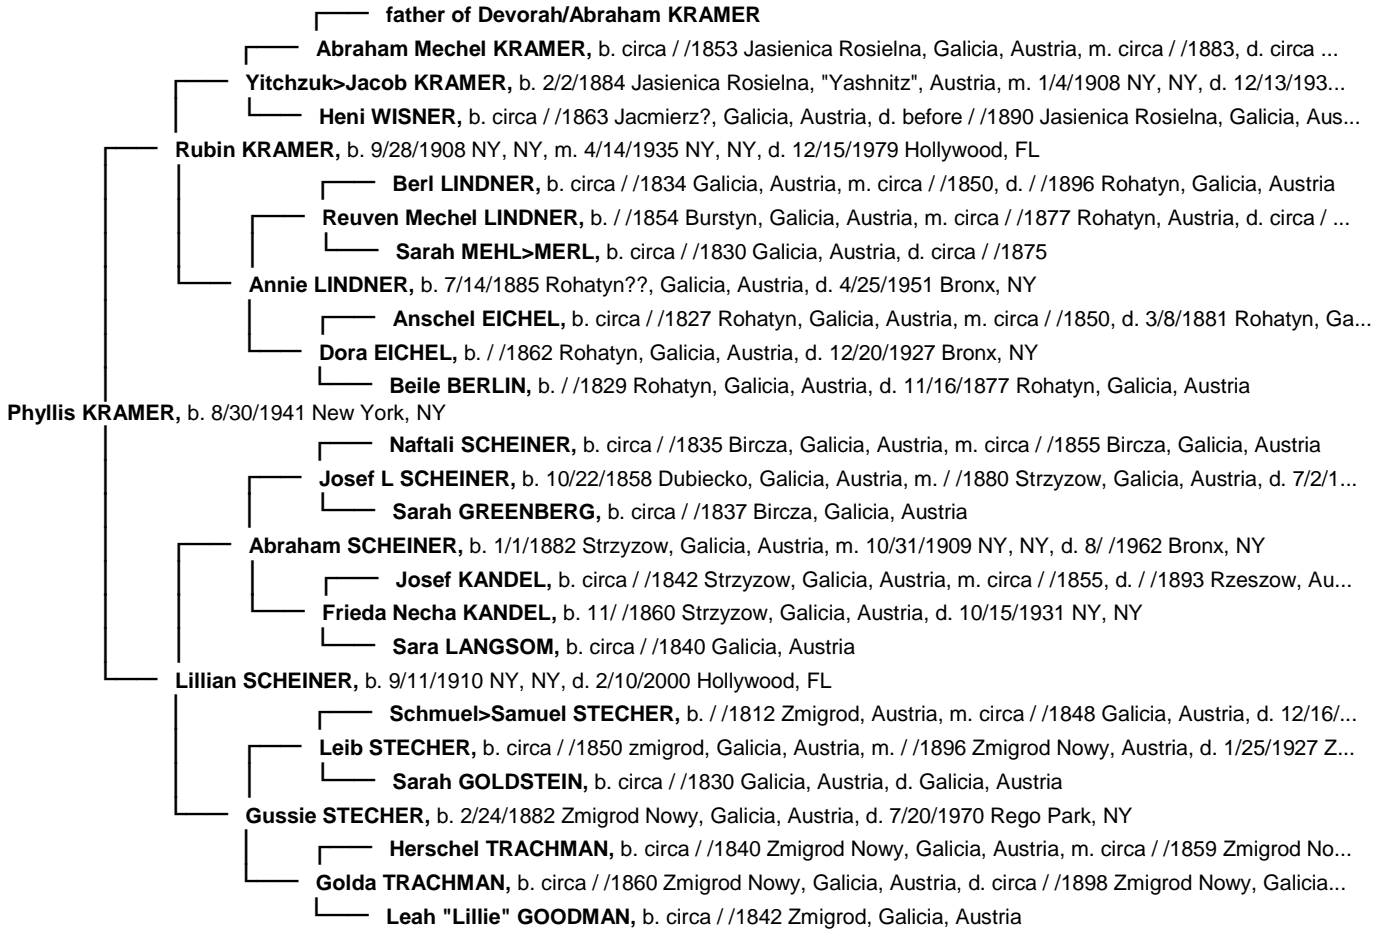 father of Devorah/Abraham KRAMER
Abraham Mechel KRAMER, b. circa / /1853 Jasienica Rosielna, Galicia, Austria, m. circa / /1883, d. circa ...
Yitchzuk>Jacob KRAMER, b. 2/2/1884 Jasienica Rosielna, "Yashnitz", Austria, m. 1/4/1908 NY, NY, d. 12/13/193...
Heni WISNER, b. circa / /1863 Jacmierz?, Galicia, Austria, d. before / /1890 Jasienica Rosielna, Galicia, Aus...
Rubin KRAMER, b. 9/28/1908 NY, NY, m. 4/14/1935 NY, NY, d. 12/15/1979 Hollywood, FL
Berl LINDNER, b. circa / /1834 Galicia, Austria, m. circa / /1850, d. / /1896 Rohatyn, Galicia, Austria
Reuven Mechel LINDNER, b. / /1854 Burstyn, Galicia, Austria, m. circa / /1877 Rohatyn, Austria, d. circa / ...
Sarah MEHL>MERL, b. circa / /1830 Galicia, Austria, d. circa / /1875
Annie LINDNER, b. 7/14/1885 Rohatyn??, Galicia, Austria, d. 4/25/1951 Bronx, NY
Anschel EICHEL, b. circa / /1827 Rohatyn, Galicia, Austria, m. circa / /1850, d. 3/8/1881 Rohatyn, Ga...
Dora EICHEL, b. / /1862 Rohatyn, Galicia, Austria, d. 12/20/1927 Bronx, NY
Beile BERLIN, b. / /1829 Rohatyn, Galicia, Austria, d. 11/16/1877 Rohatyn, Galicia, Austria
Phyllis KRAMER, b. 8/30/1941 New York, NY
Naftali SCHEINER, b. circa / /1835 Bircza, Galicia, Austria, m. circa / /1855 Bircza, Galicia, Austria
Josef L SCHEINER, b. 10/22/1858 Dubiecko, Galicia, Austria, m. / /1880 Strzyzow, Galicia, Austria, d. 7/2/1...
Sarah GREENBERG, b. circa / /1837 Bircza, Galicia, Austria
Abraham SCHEINER, b. 1/1/1882 Strzyzow, Galicia, Austria, m. 10/31/1909 NY, NY, d. 8/ /1962 Bronx, NY
Josef KANDEL, b. circa / /1842 Strzyzow, Galicia, Austria, m. circa / /1855, d. / /1893 Rzeszow, Au...
Frieda Necha KANDEL, b. 11/ /1860 Strzyzow, Galicia, Austria, d. 10/15/1931 NY, NY
Sara LANGSOM, b. circa / /1840 Galicia, Austria
Lillian SCHEINER, b. 9/11/1910 NY, NY, d. 2/10/2000 Hollywood, FL
Schmuel>Samuel STECHER, b. / /1812 Zmigrod, Austria, m. circa / /1848 Galicia, Austria, d. 12/16/...
Leib STECHER, b. circa / /1850 zmigrod, Galicia, Austria, m. / /1896 Zmigrod Nowy, Austria, d. 1/25/1927 Z...
Sarah GOLDSTEIN, b. circa / /1830 Galicia, Austria, d. Galicia, Austria
Gussie STECHER, b. 2/24/1882 Zmigrod Nowy, Galicia, Austria, d. 7/20/1970 Rego Park, NY
Herschel TRACHMAN, b. circa / /1840 Zmigrod Nowy, Galicia, Austria, m. circa / /1859 Zmigrod No...
Golda TRACHMAN, b. circa / /1860 Zmigrod Nowy, Galicia, Austria, d. circa / /1898 Zmigrod Nowy, Galicia...
Leah "Lillie" GOODMAN, b. circa / /1842 Zmigrod, Galicia, Austria